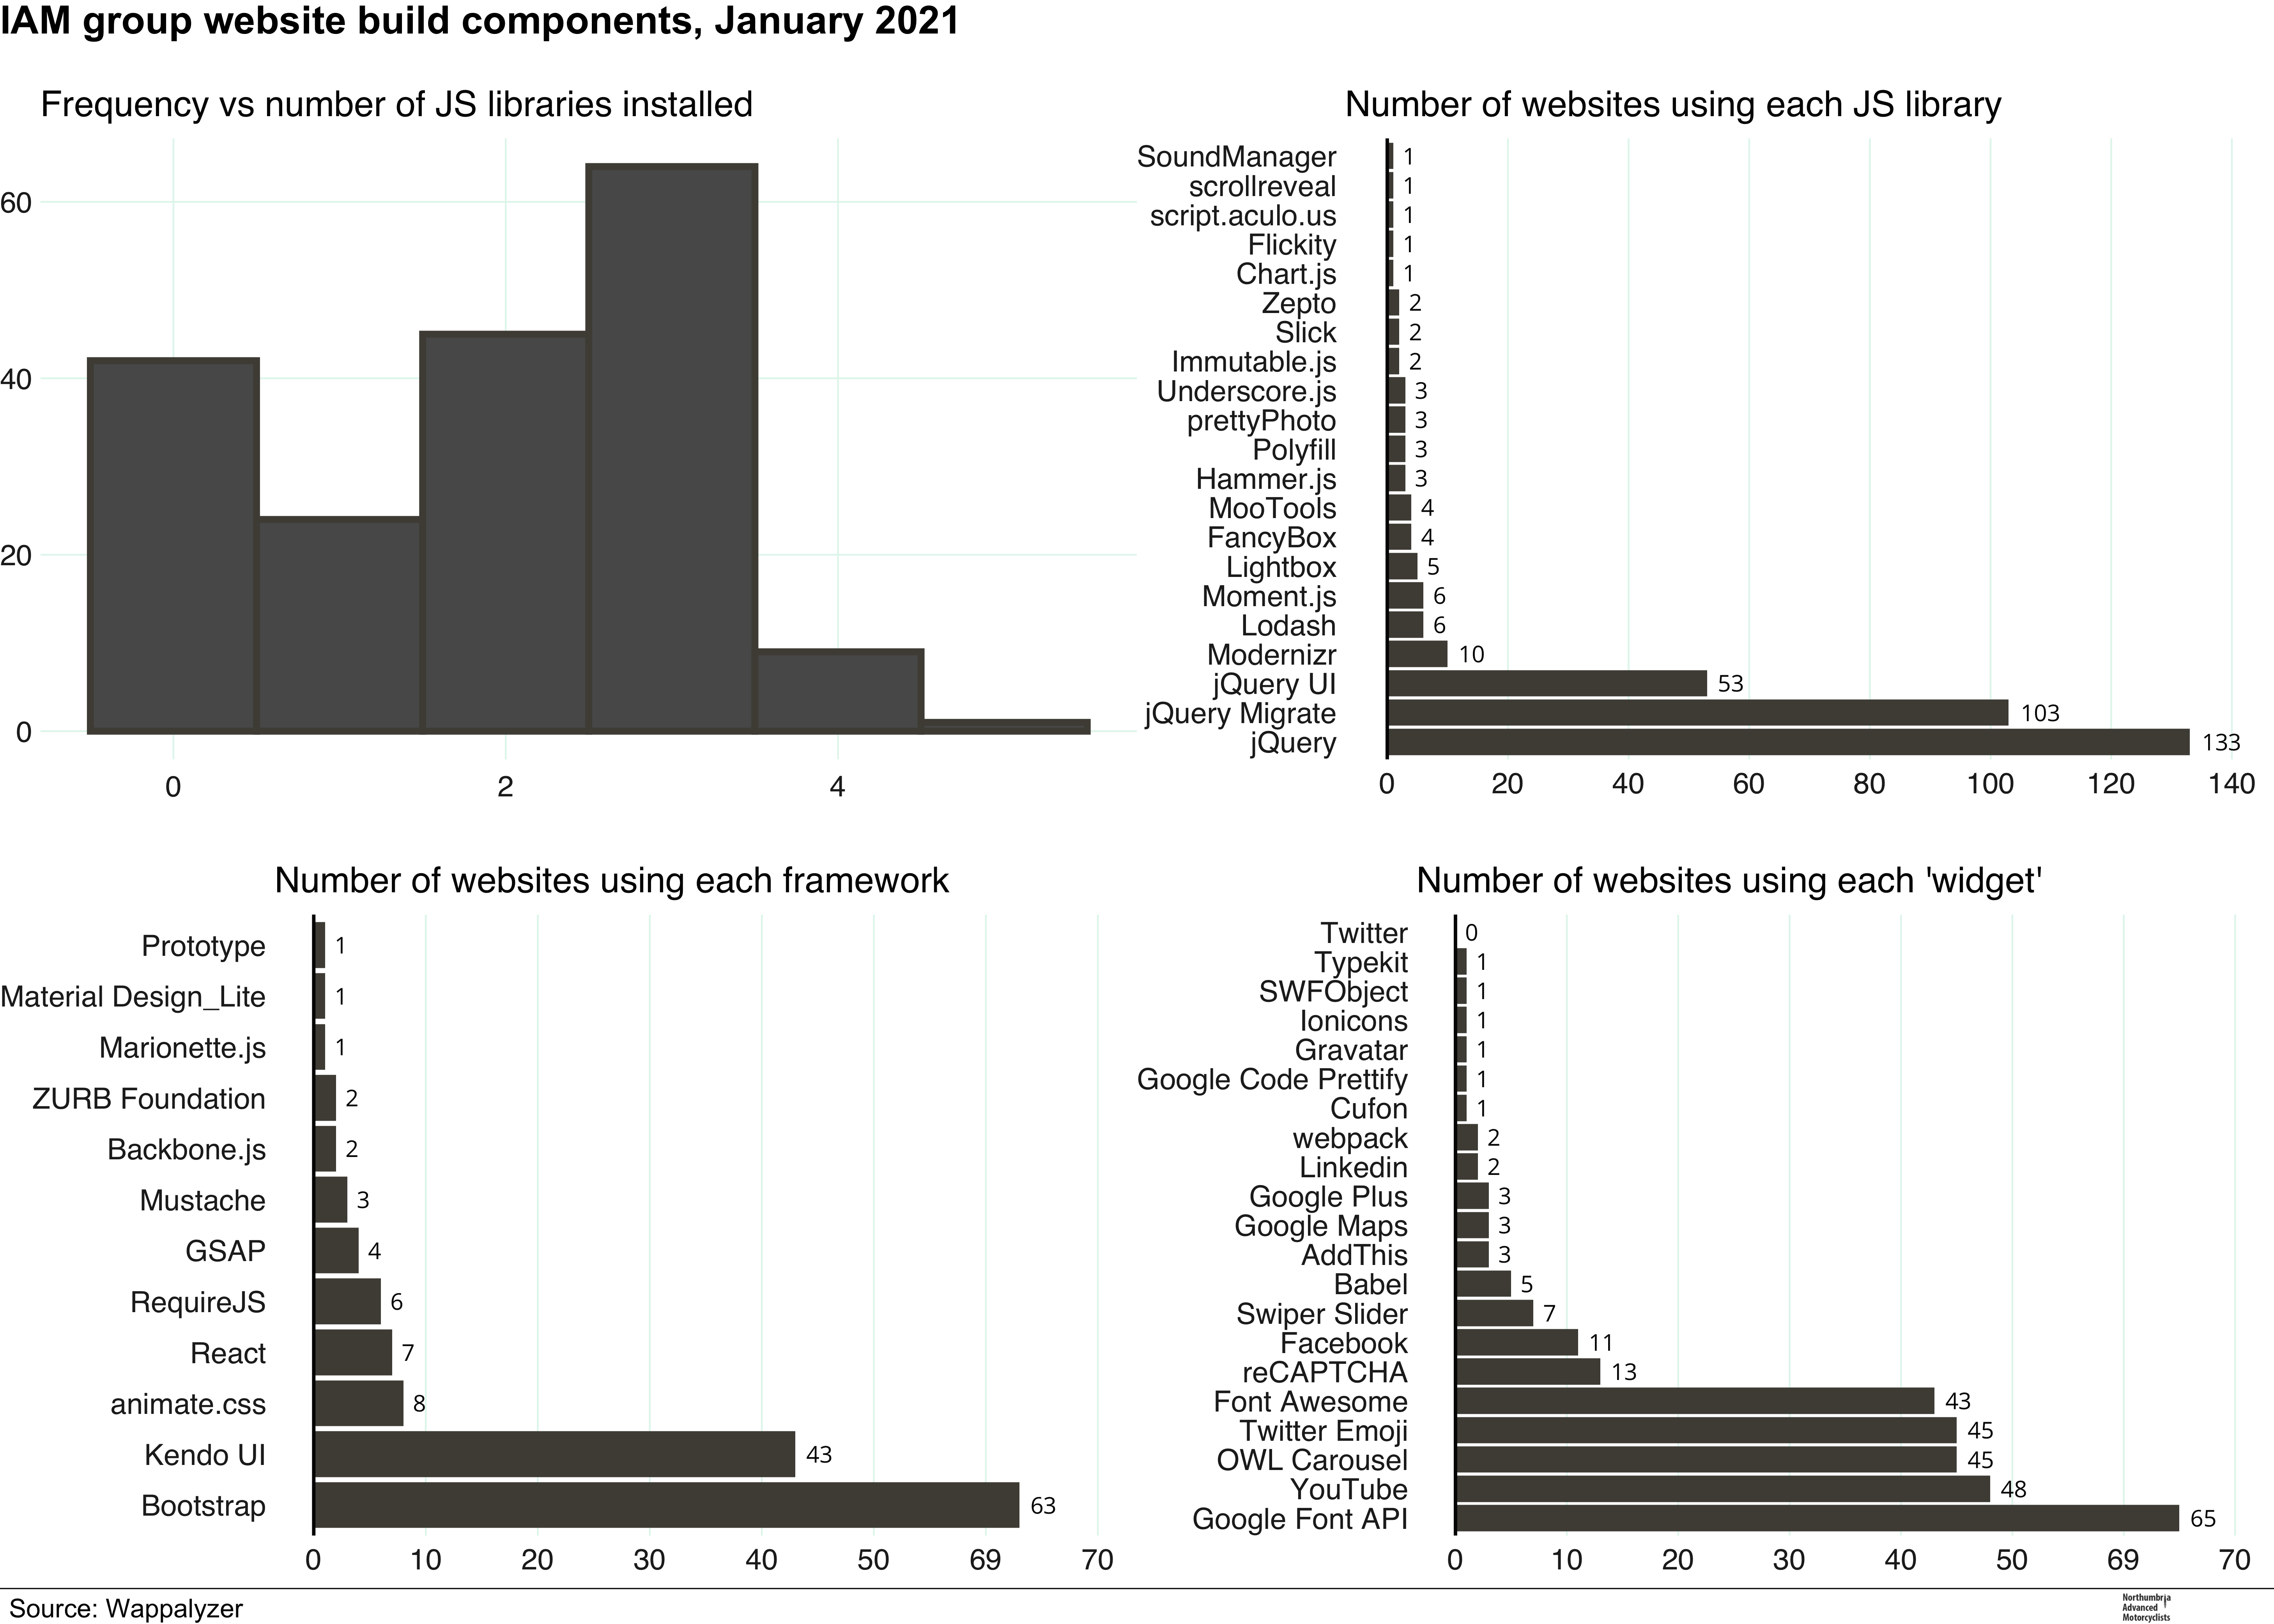 IAM group website build components, January 2021
Frequency vs number of JS libraries installed
60
40
20
0
0 2 4
Number of websites using each JS library
SoundManager 1
scrollreveal 1
script.aculo.us 1
Flickity 1
Chart.js 1
Zepto 2
Slick 2
Immutable.js 2
Underscore.js 3
prettyPhoto 3
Polyfill 3
Hammer.js 3
MooTools 4
FancyBox 4
Lightbox 5
Moment.js 6
Lodash 6
Modernizr 10
jQuery UI 53
jQuery Migrate 103
jQuery 133
0 20 40 60 80 100 120 140
Number of websites using each framework
Prototype 1
Material Design_Lite 1
Marionette.js 1
ZURB Foundation 2
Backbone.js 2
Mustache 3
GSAP 4
RequireJS 6
React 7
animate.css 8
Kendo UI 43
Bootstrap 63
0 10 20 30 40 50 69 70
Number of websites using each 'widget'
Twitter 0
Typekit 1
SWFObject 1
Ionicons 1
Gravatar 1
Google Code Prettify 1
Cufon 1
webpack 2
Linkedin 2
Google Plus 3
Google Maps 3
AddThis 3
Babel 5
Swiper Slider 7
Facebook 11
reCAPTCHA 13
Font Awesome 43
Twitter Emoji 45
OWL Carousel 45
YouTube 48
Google Font API 65
0 10 20 30 40 50 69 70
Source: Wappalyzer
Northumbria
Advanced
Motorcyclists